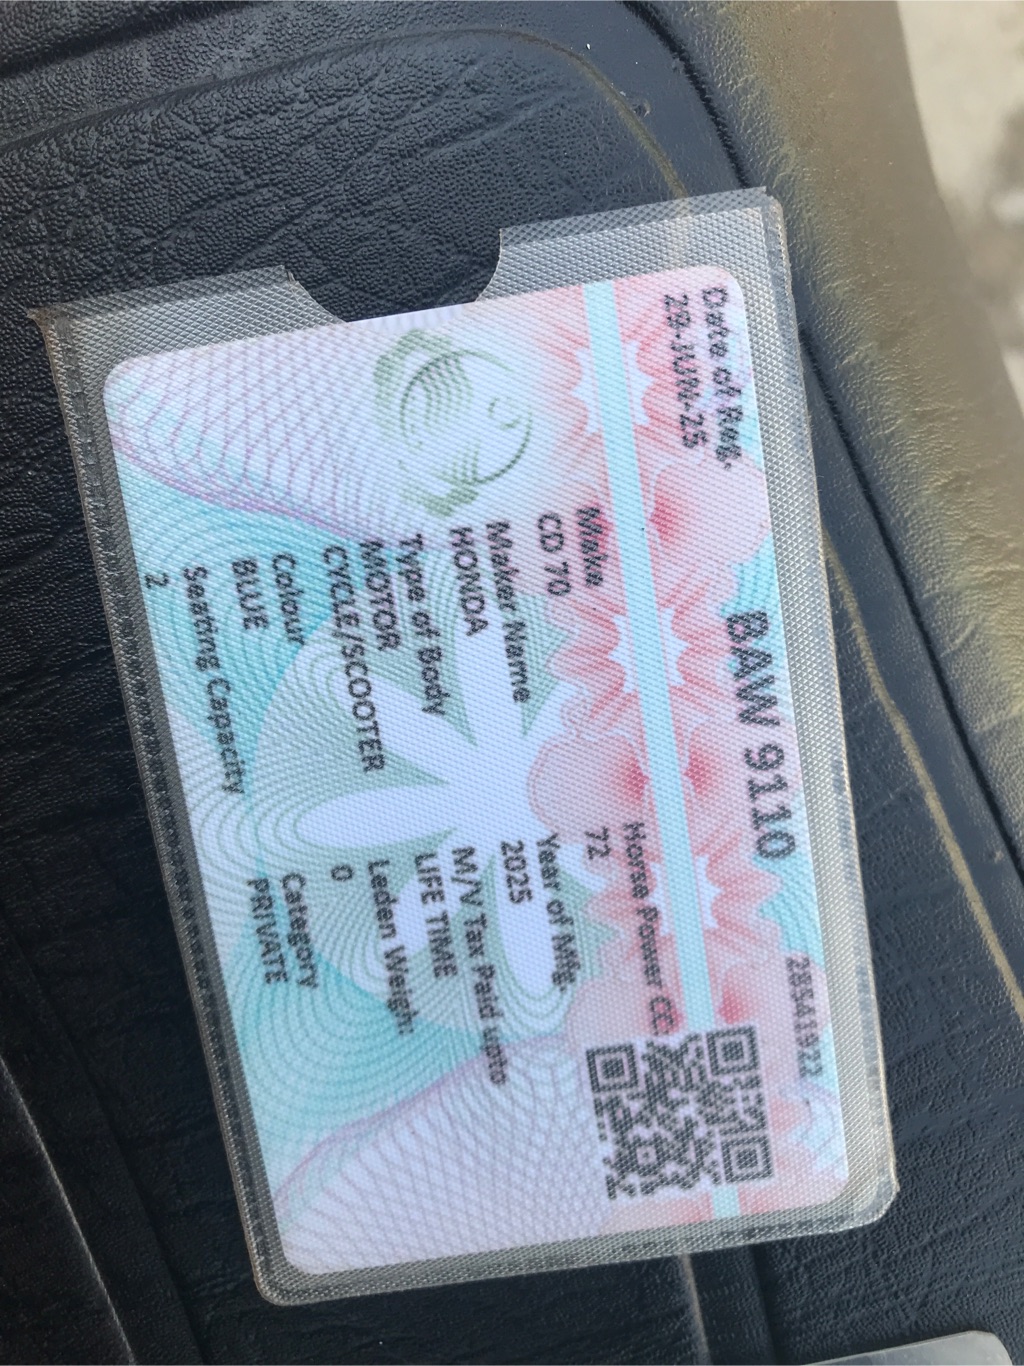 Date of Reg.
29-JUN-25
BAW 9110
28541922
Make
CD 70
Horse Power CC
72
Maker Name
HONDA
Year of Mfg.
2025
Type of Body
MOTOR
CYCLE/SCOOTER
M/V Tax Paid upto
LIFE TIME
Colour
BLUE
Laden Weight
0
Seating Capacity
2
Category
PRIVATE